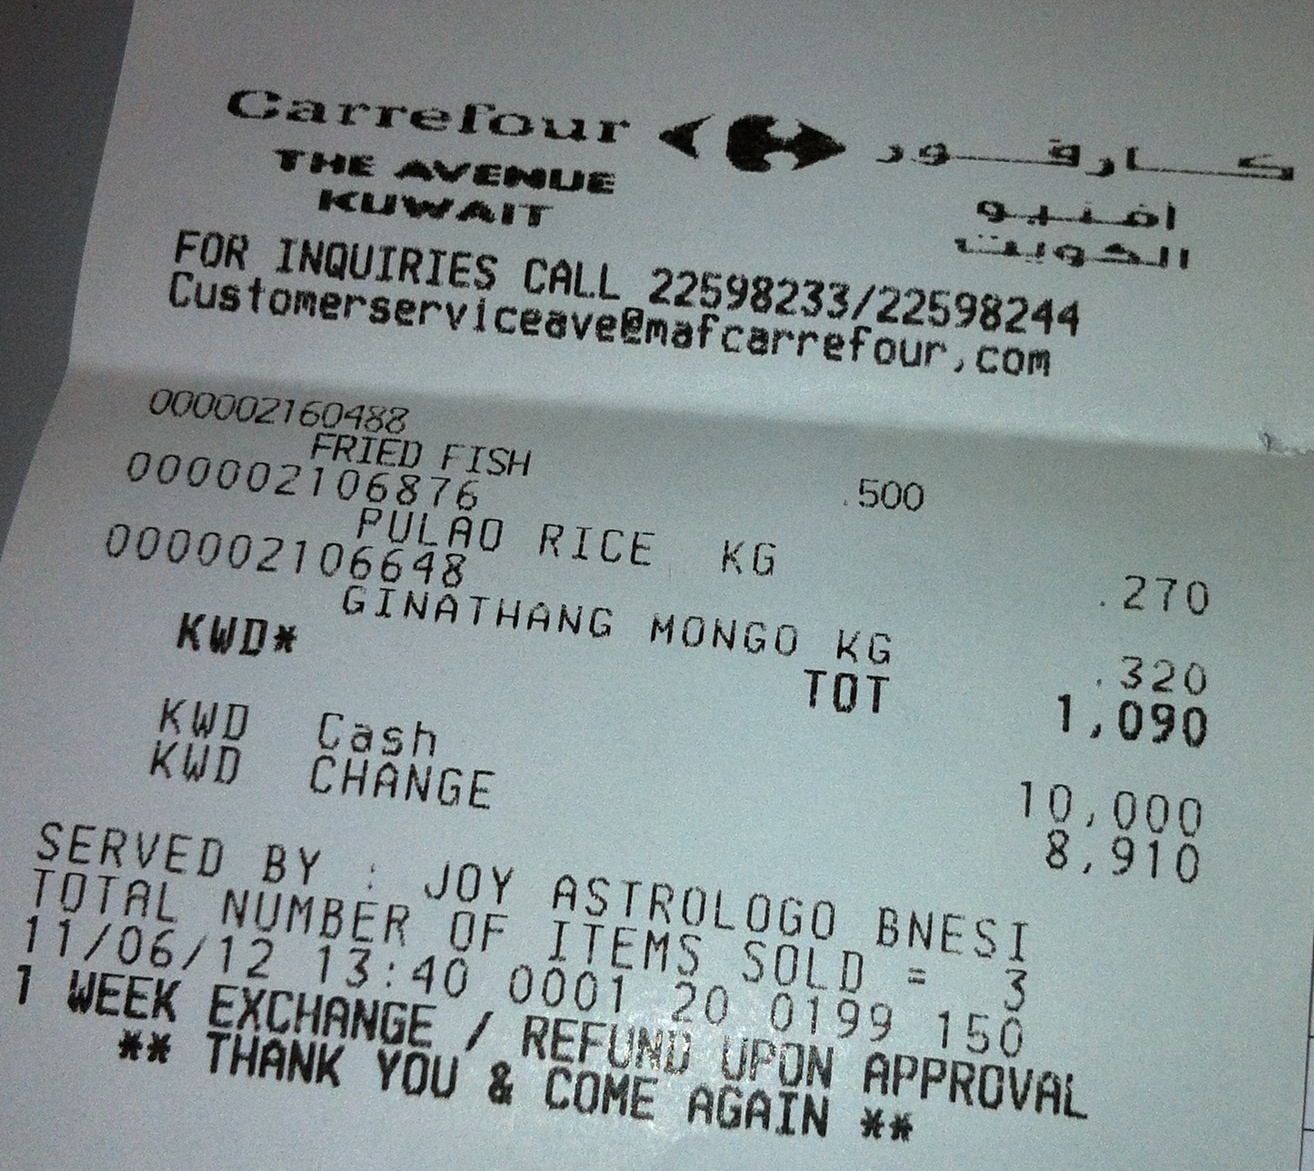 Carrefour كارفور
THE AVENUE افنيو
KUWAIT الكويت
FOR INQUIRIES CALL 22598233/22598244
Customerserviceave@mafcarrefour,com
000002160488
FRIED FISH .500
000002106876
PULAO RICE KG .270
000002106648
GINATHANG MONGO KG .320
KWD* TOT 1,090
KWD Cash 10,000
KWD CHANGE 8,910
SERVED BY : JOY ASTROLOGO BNESI
TOTAL NUMBER OF ITEMS SOLD = 3
11/06/12 13:40 0001 20 0199 150
1 WEEK EXCHANGE / REFUND UPON APPROVAL
** THANK YOU & COME AGAIN **